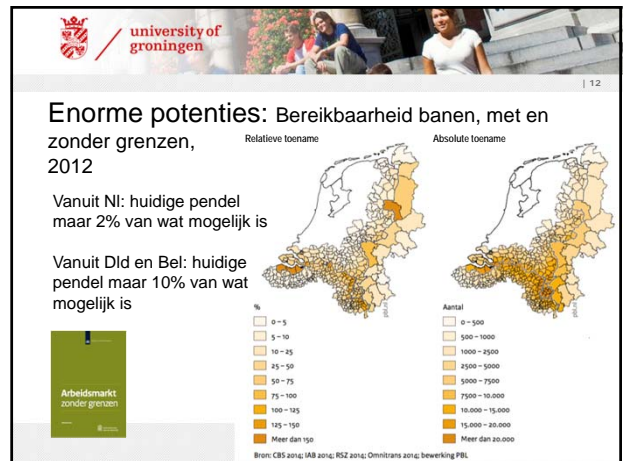 university of
groningen
| 12
Enorme potenties: Bereikbaarheid banen, met en
zonder grenzen,
2012
Relatieve toename
Absolute toename
Vanuit Nl: huidige pendel
maar 2% van wat mogelijk is
Vanuit Dld en Bel: huidige
pendel maar 10% van wat
mogelijk is
Arbeidsmarkt
zonder grenzen
pbl.nl
pbl.nl
%
0 – 5
5 – 10
10 – 25
25 – 50
50 – 75
75 – 100
100 – 125
125 – 150
Meer dan 150
Aantal
0 – 500
500 – 1000
1000 – 2500
2500 – 5000
5000 – 7500
7500 – 10.000
10.000 – 15.000
15.000 – 20.000
Meer dan 20.000
Bron: CBS 2014; IAB 2014; RSZ 2014; Omnitrans 2014; bewerking PBL